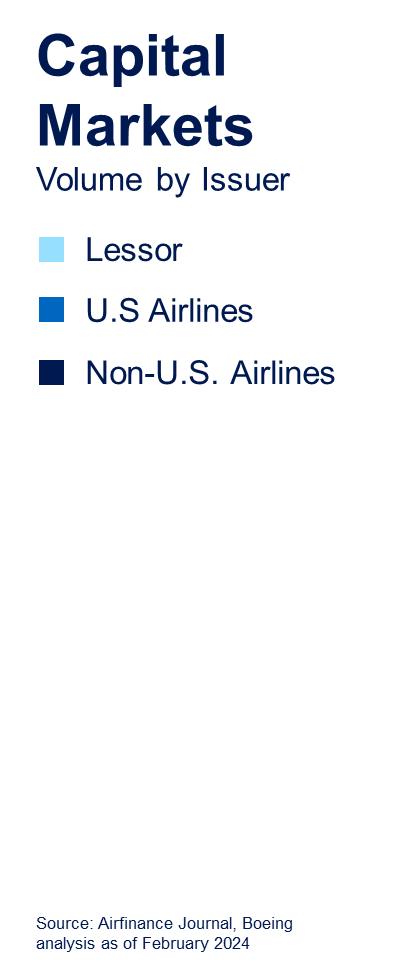 Capital
Markets
Volume by Issuer
Lessor
U.S Airlines
Non-U.S. Airlines
Source: Airfinance Journal, Boeing
analysis as of February 2024